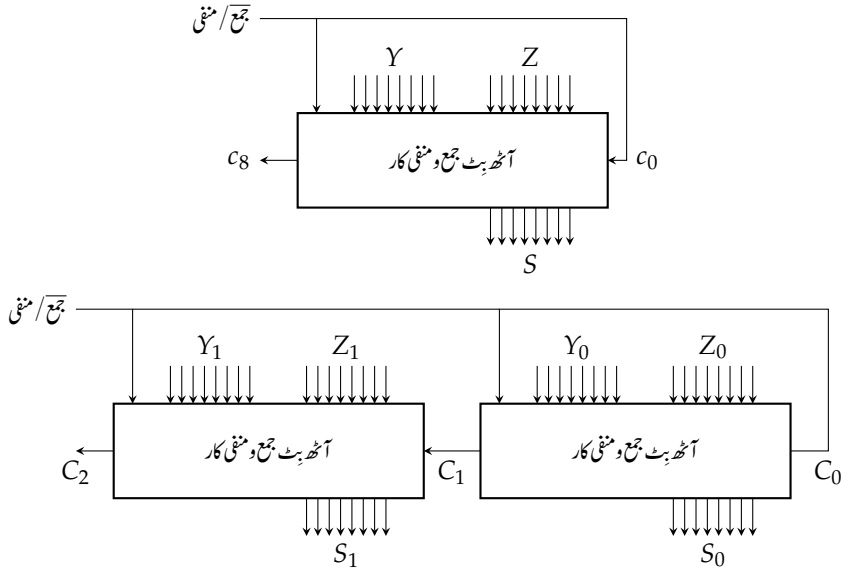 جمع/منفی
Y Z
c8 آٹھ بِٹ جمع و منفی کار c0
S
جمع/منفی
Y1 Z1 Y0 Z0
آٹھ بِٹ جمع و منفی کار آٹھ بِٹ جمع و منفی کار
C2 C1 C0
S1 S0